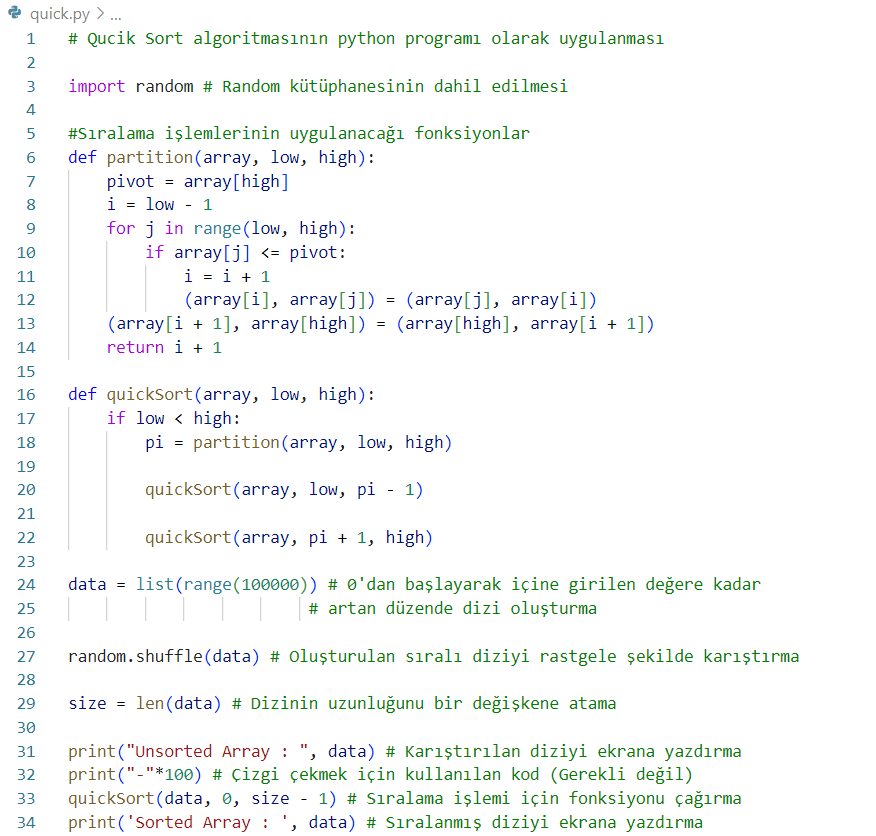 quick.py > ...
1 # Qucik Sort algoritmasının python programı olarak uygulanması
2
3 import random # Random kütüphanesinin dahil edilmesi
4
5 #Sıralama işlemlerinin uygulanacağı fonksiyonlar
6 def partition(array, low, high):
7     pivot = array[high]
8     i = low - 1
9     for j in range(low, high):
10         if array[j] <= pivot:
11             i = i + 1
12             (array[i], array[j]) = (array[j], array[i])
13     (array[i + 1], array[high]) = (array[high], array[i + 1])
14     return i + 1
15
16 def quickSort(array, low, high):
17     if low < high:
18         pi = partition(array, low, high)
19
20         quickSort(array, low, pi - 1)
21
22         quickSort(array, pi + 1, high)
23
24 data = list(range(100000)) # 0'dan başlayarak içine girilen değere kadar
25                          # artan düzende dizi oluşturma
26
27 random.shuffle(data) # Oluşturulan sıralı diziyi rastgele şekilde karıştırma
28
29 size = len(data) # Dizinin uzunluğunu bir değişkene atama
30
31 print("Unsorted Array : ", data) # Karıştırılan diziyi ekrana yazdırma
32 print("-"*100) # Çizgi çekmek için kullanılan kod (Gerekli değil)
33 quickSort(data, 0, size - 1) # Sıralama işlemi için fonksiyonu çağırma
34 print('Sorted Array : ', data) # Sıralanmış diziyi ekrana yazdırma